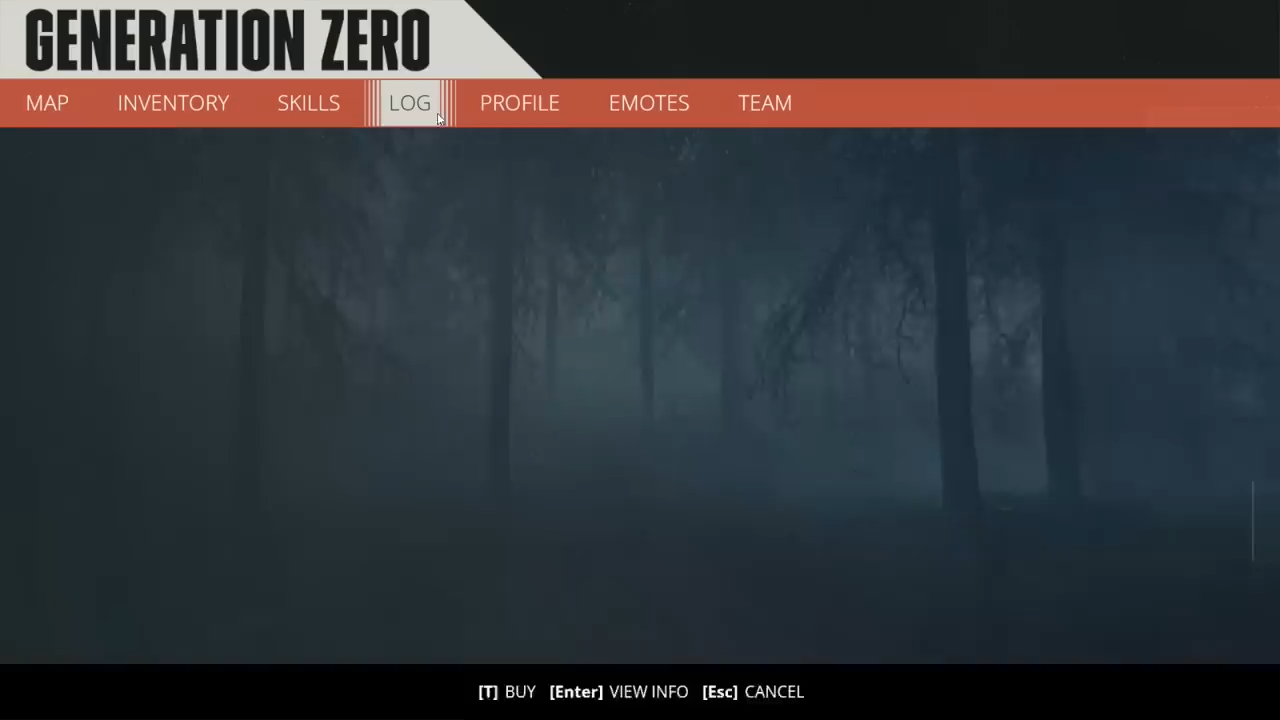 GENERATION ZERO
MAP INVENTORY SKILLS LOG PROFILE EMOTES TEAM
[T] BUY [Enter] VIEW INFO [Esc] CANCEL